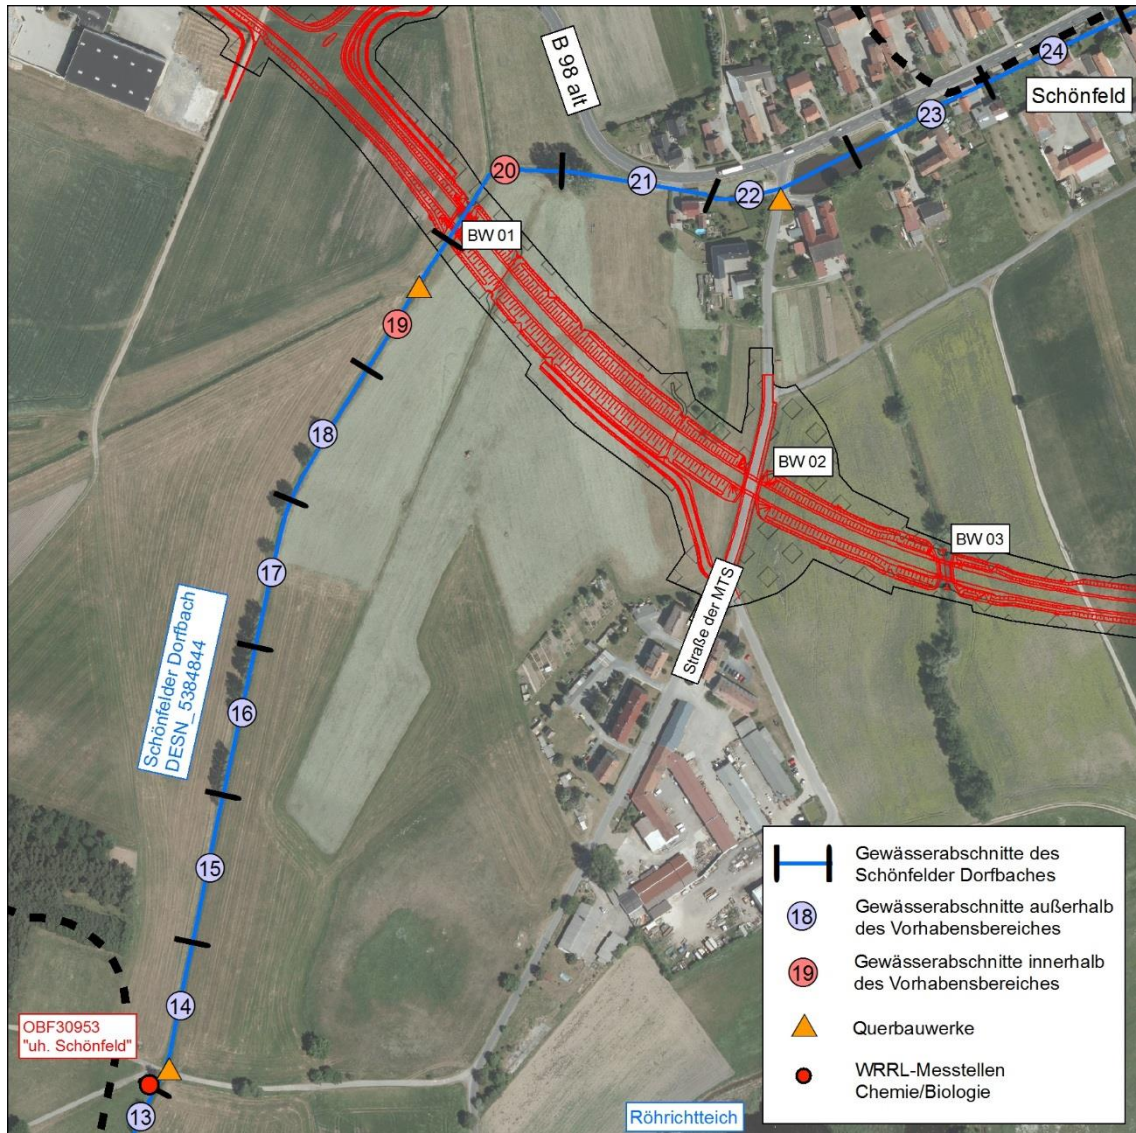 B 98 alt
24
Schönfeld
23
20
21
22
BW 01
19
18
BW 02
BW 03
17
Straße der MTS
Schönfelder Dorfbach
DESN_5384844
16
15
14
OBF30953
"uh. Schönfeld"
13
Röhrichtteich
Gewässerabschnitte des
Schönfelder Dorfbaches
18
Gewässerabschnitte außerhalb
des Vorhabensbereiches
19
Gewässerabschnitte innerhalb
des Vorhabensbereiches
Querbauwerke
WRRL-Messtellen
Chemie/Biologie